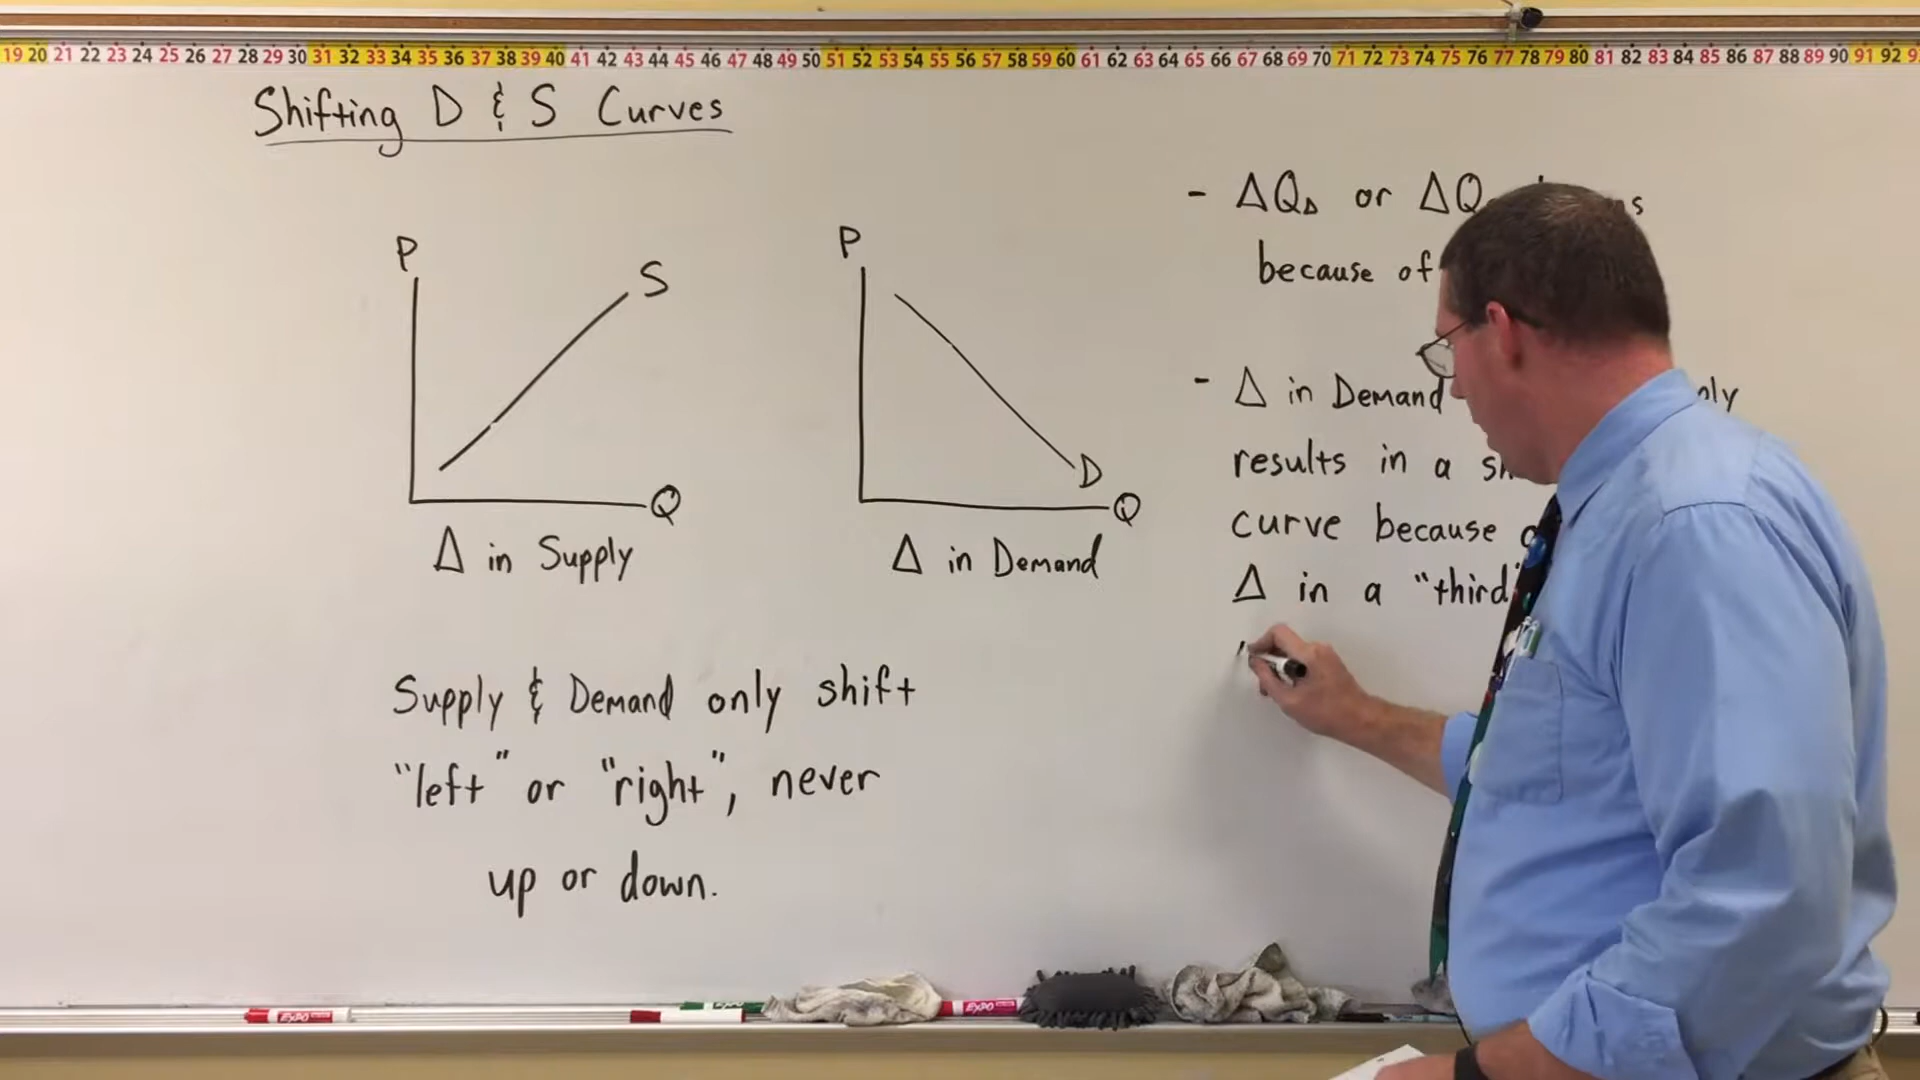 19 20 21 22 23 24 25 26 27 28 29 30 31 32 33 34 35 36 37 38 39 40 41 42 43 44 45 46 47 48 49 50 51 52 53 54 55 56 57 58 59 60 61 62 63 64 65 66 67 68 69 70 71 72 73 74 75 76 77 78 79 80 81 82 83 84 85 86 87 88 89 90 91 92 9
Shifting D & S Curves
P
S
Q
Δ in Supply
P
D
Q
Δ in Demand
Supply & Demand only shift
"left" or "right", never
up or down.
- ΔQD or ΔQ
because of
- Δ in Demand
results in a
curve because
Δ in a "third"
EXPO
EXPO